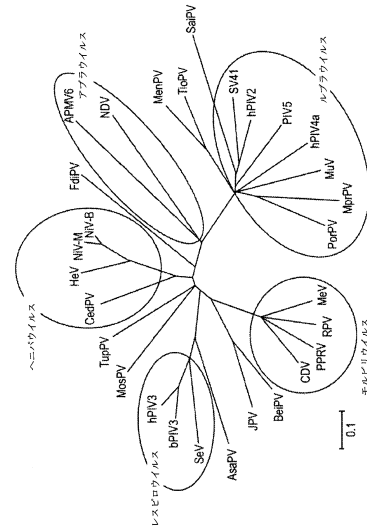 ヘニパウイルス
アブラウイルス
ルブラウイルス
モルビリウイルス
レスピロウイルス
NiV-M
NiV-B
HeV
CedPV
TupPV
MosPV
hPIV3
bPIV3
SeV
AsaPV
JPV
BeiPV
CDV
PPRV
RPV
MeV
PorPV
MprPV
MuV
hPIV4a
PIV5
hPIV2
SV41
SalPV
TioPV
MenPV
NDV
APMV6
FdlPV
0.1